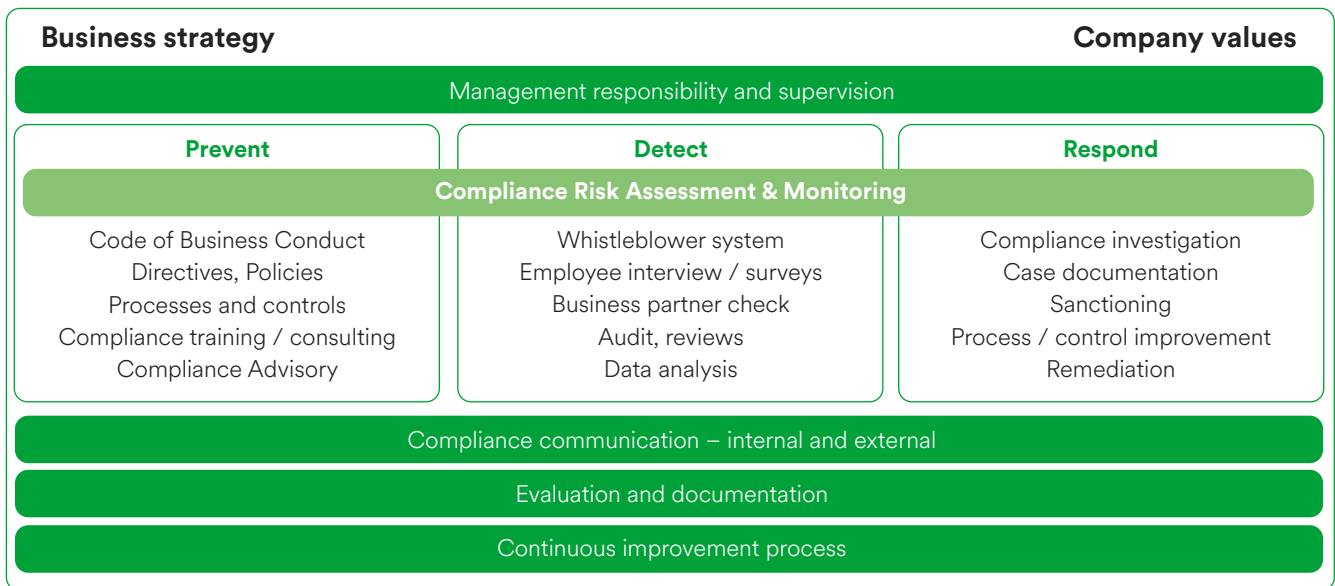 Business strategy
Company values
Management responsibility and supervision
Prevent
Detect
Respond
Compliance Risk Assessment & Monitoring
Code of Business Conduct
Directives, Policies
Processes and controls
Compliance training / consulting
Compliance Advisory
Whistleblower system
Employee interview / surveys
Business partner check
Audit, reviews
Data analysis
Compliance investigation
Case documentation
Sanctioning
Process / control improvement
Remediation
Compliance communication – internal and external
Evaluation and documentation
Continuous improvement process